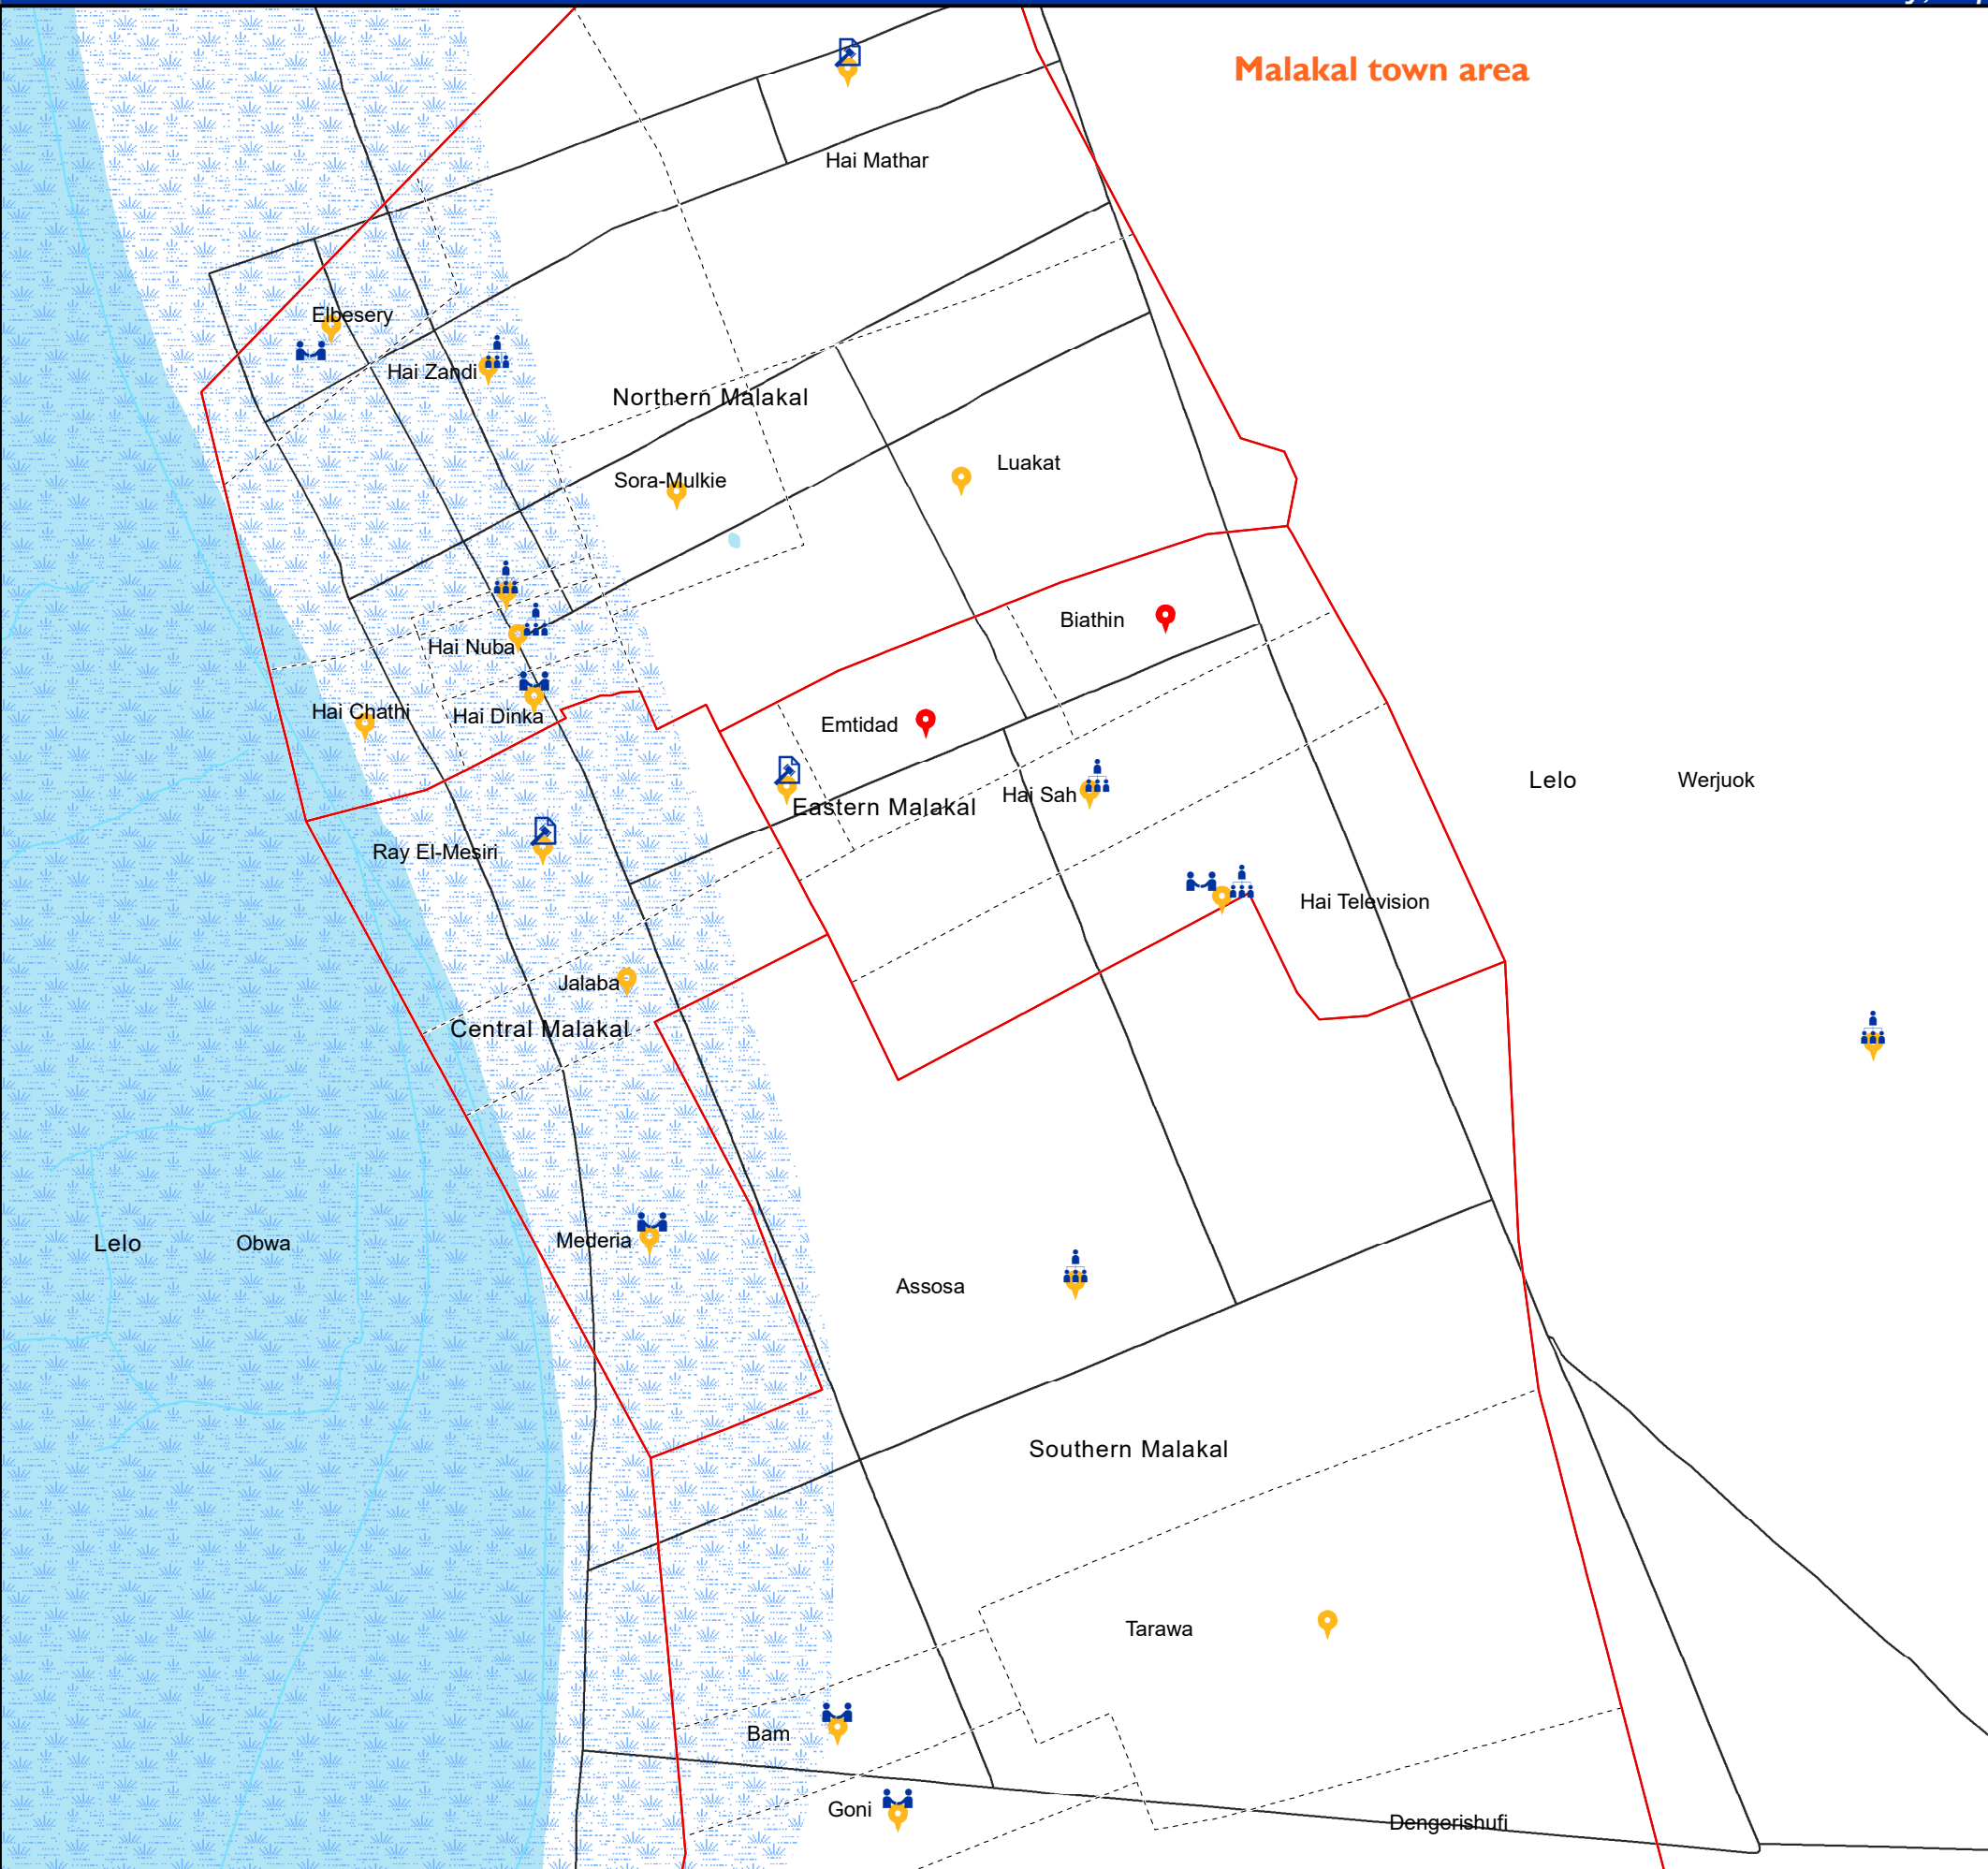 Malakal town area
Hai Mathar
Elbesery
Hai Zandi
Northern Malakal
Luakat
Sora-Mulkie
Biathin
Hai Nuba
Hai Chathi
Hai Dinka
Emtidad
Lelo
Werjuok
Hai Sah
Eastern Malakal
Ray El-Mesiri
Hai Television
Jalaba
Central Malakal
Lelo
Obwa
Mederia
Assosa
Southern Malakal
Tarawa
Bam
Goni
Dengerishufi